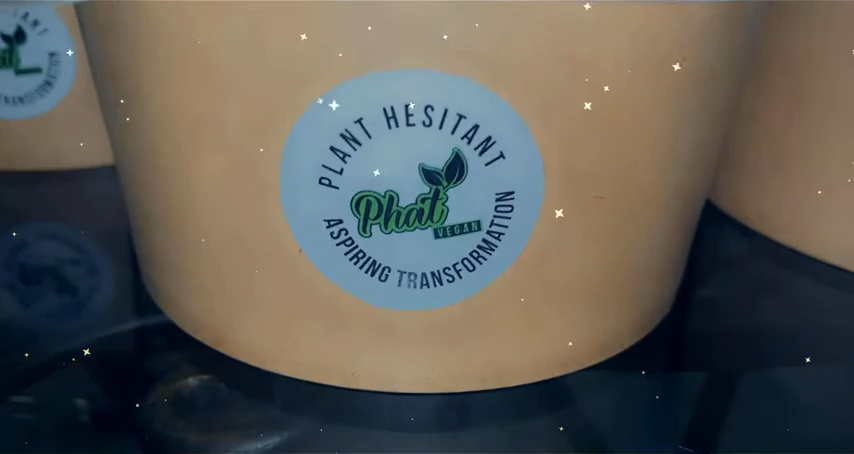 PLANT HESITANT
Phat
VEGAN
ASPIRING TRANSFORMATION